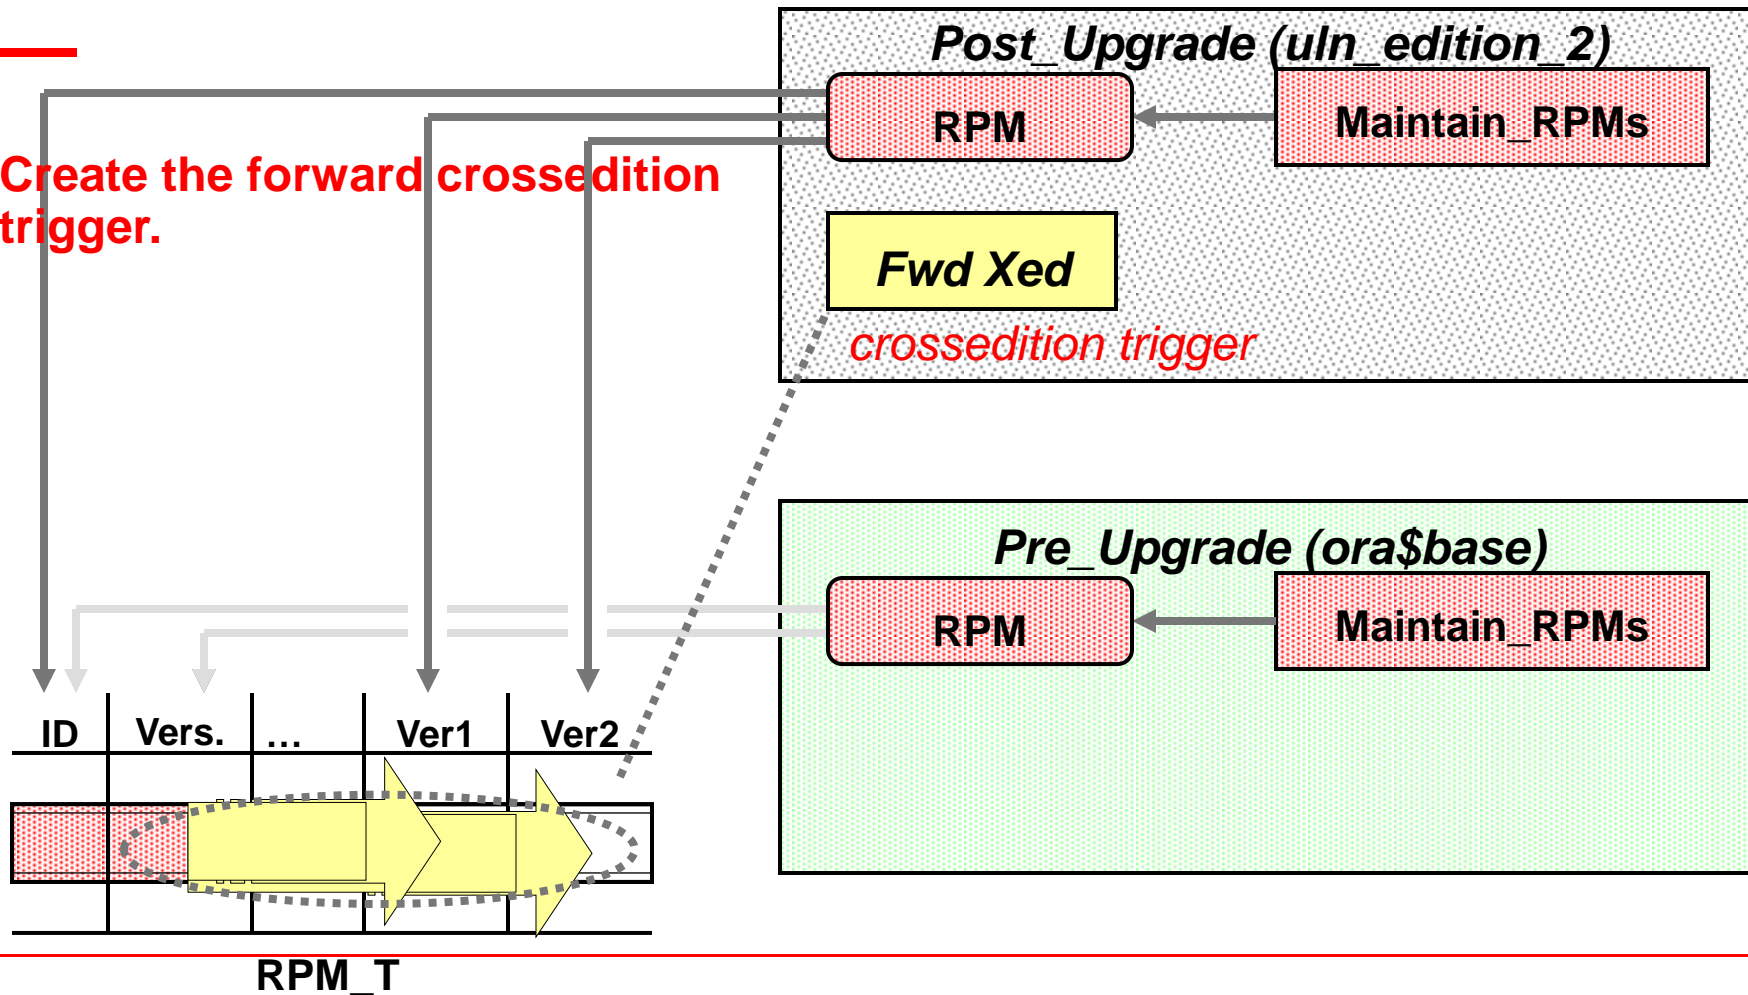 Post_Upgrade (uln_edition_2)
RPM
Maintain_RPMs
Create the forward crossedition
trigger.
Fwd Xed
crossedition trigger
Pre_Upgrade (ora$base)
RPM
Maintain_RPMs
ID Vers. ... Ver1 Ver2
RPM_T